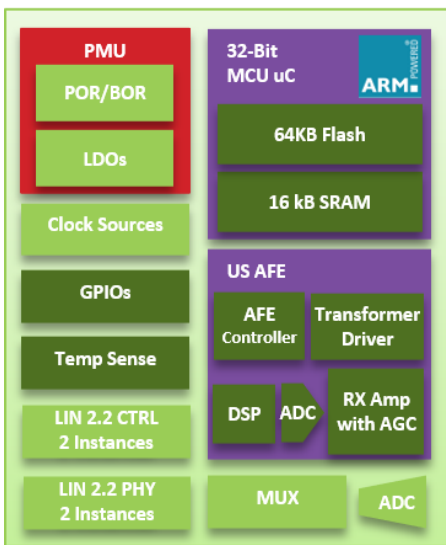 PMU
POR/BOR
LDOs
Clock Sources
GPIOs
Temp Sense
LIN 2.2 CTRL
2 Instances
LIN 2.2 PHY
2 Instances
32-Bit
MCU uC
ARM
POWERED
®
64KB Flash
16 kB SRAM
US AFE
AFE
Controller
Transformer
Driver
DSP
ADC
RX Amp
with AGC
MUX
ADC